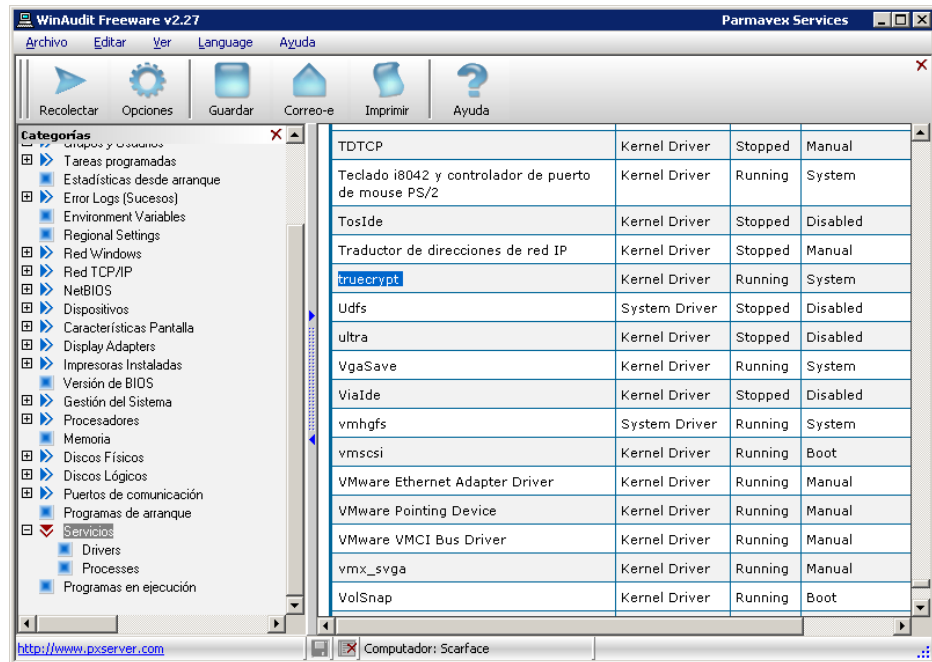 WinAudit Freeware v2.27
Parmavex Services
Archivo Editar Ver Language Ayuda
Recolectar Opciones Guardar Correo-e Imprimir Ayuda
Categorías
Grupos y Usuarios
Tareas programadas
Estadísticas desde arranque
Error Logs (Sucesos)
Environment Variables
Regional Settings
Red Windows
Red TCP/IP
NetBIOS
Dispositivos
Características Pantalla
Display Adapters
Impresoras Instaladas
Versión de BIOS
Gestión del Sistema
Procesadores
Memoria
Discos Físicos
Discos Lógicos
Puertos de comunicación
Programas de arranque
Servicios
Drivers
Processes
Programas en ejecución
TDTCP Kernel Driver Stopped Manual
Teclado i8042 y controlador de puerto Kernel Driver Running System
de mouse PS/2
TosIde Kernel Driver Stopped Disabled
Traductor de direcciones de red IP Kernel Driver Stopped Manual
truecrypt Kernel Driver Running System
Udfs System Driver Stopped Disabled
ultra Kernel Driver Stopped Disabled
VgaSave Kernel Driver Running System
ViaIde Kernel Driver Stopped Disabled
vmhgfs System Driver Running System
vmscsi Kernel Driver Running Boot
VMware Ethernet Adapter Driver Kernel Driver Running Manual
VMware Pointing Device Kernel Driver Running Manual
VMware VMCI Bus Driver Kernel Driver Running Manual
vmx_svga Kernel Driver Running Manual
VolSnap Kernel Driver Running Boot
http://www.pxserver.com
Computador: Scarface